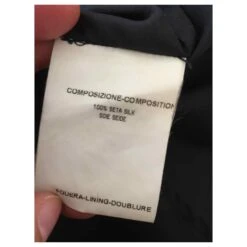 COMPOSIZIONE-COMPOSITION
100% SETA SILK
SOIE SEIDE
FODERA-LINING-DOUBLURE